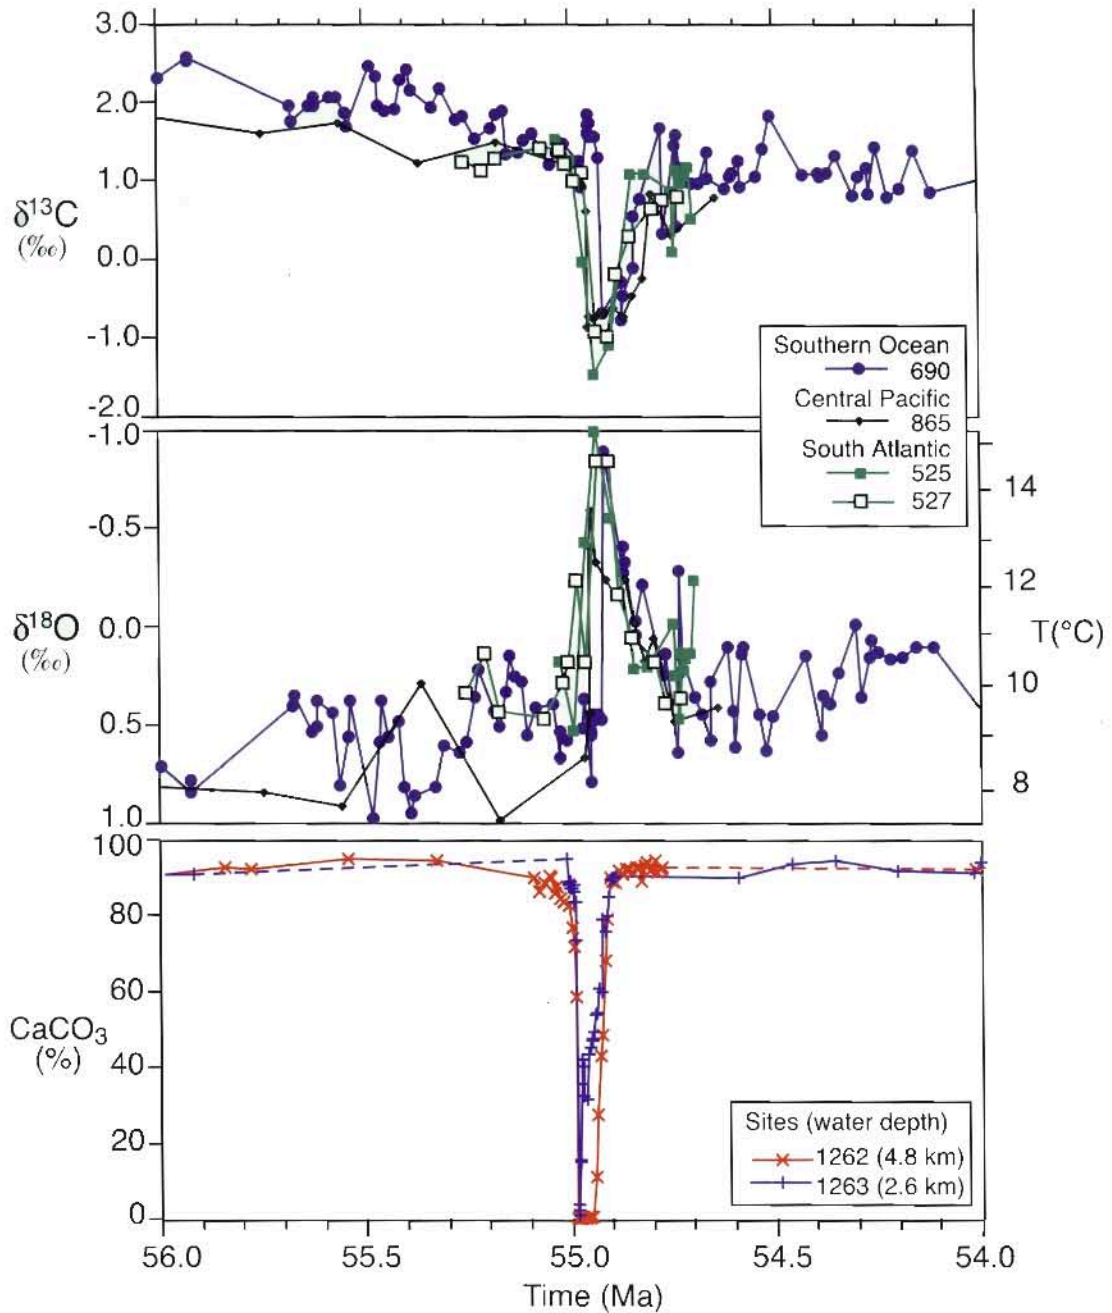 3.0
2.0
1.0
0.0
-1.0
-2.0
δ13C
(‰)
Southern Ocean
690
Central Pacific
865
South Atlantic
525
527
-1.0
-0.5
0.0
0.5
1.0
δ18O
(‰)
14
12
10
8
T(°C)
100
80
60
40
20
0
CaCO3
(%)
Sites (water depth)
1262 (4.8 km)
1263 (2.6 km)
56.0 55.5 55.0 54.5 54.0
Time (Ma)